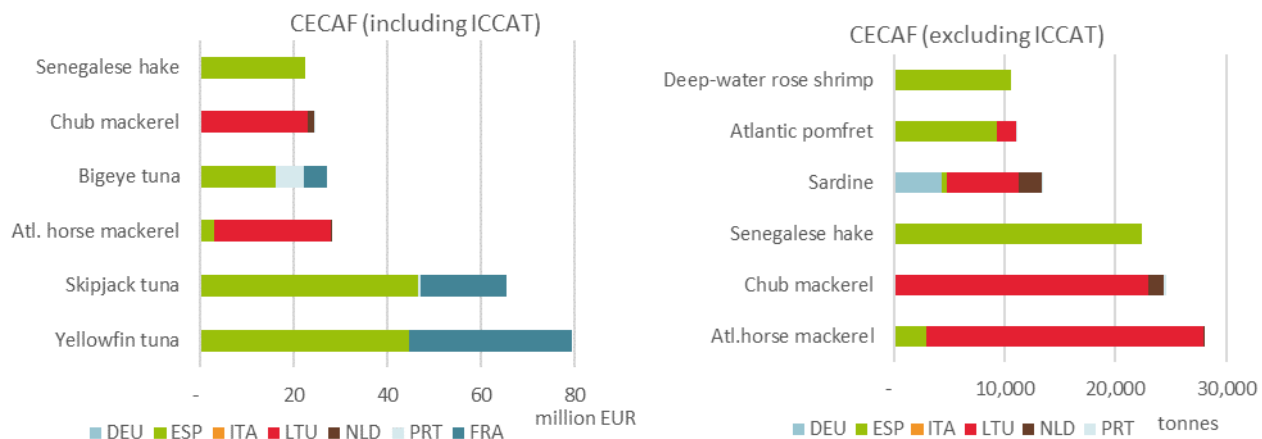 CECAF (including ICCAT)
Senegalese hake
Chub mackerel
Bigeye tuna
Atl. horse mackerel
Skipjack tuna
Yellowfin tuna
- 20 40 60 80
million EUR
DEU ESP ITA LTU NLD PRT FRA
CECAF (excluding ICCAT)
Deep-water rose shrimp
Atlantic pomfret
Sardine
Senegalese hake
Chub mackerel
Atl.horse mackerel
- 10,000 20,000 30,000
tonnes
DEU ESP ITA LTU NLD PRT